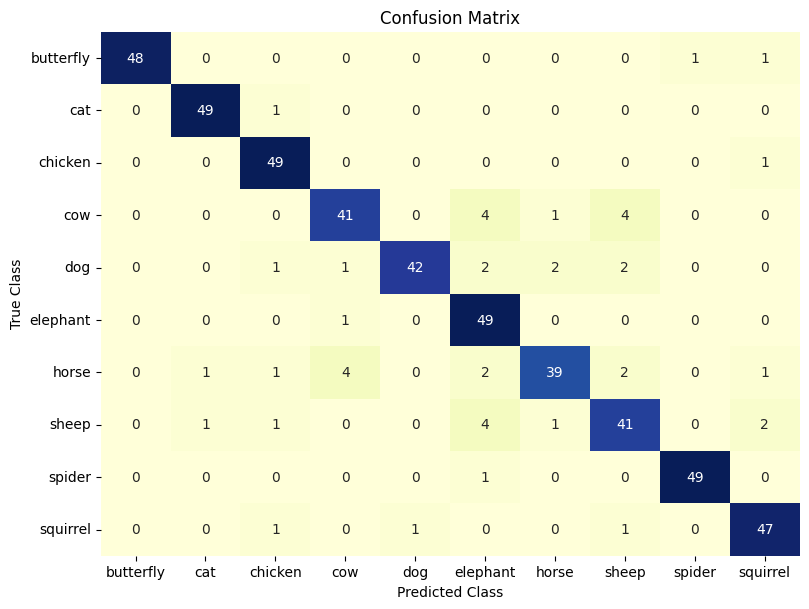 Confusion Matrix
True Class
butterfly 48 0 0 0 0 0 0 0 1 1
cat 0 49 1 0 0 0 0 0 0 0
chicken 0 0 49 0 0 0 0 0 0 1
cow 0 0 0 41 0 4 1 4 0 0
dog 0 0 1 1 42 2 2 2 0 0
elephant 0 0 0 1 0 49 0 0 0 0
horse 0 1 1 4 0 2 39 2 0 1
sheep 0 1 1 0 0 4 1 41 0 2
spider 0 0 0 0 0 1 0 0 49 0
squirrel 0 0 1 0 1 0 0 1 0 47
butterfly cat chicken cow dog elephant horse sheep spider squirrel
Predicted Class